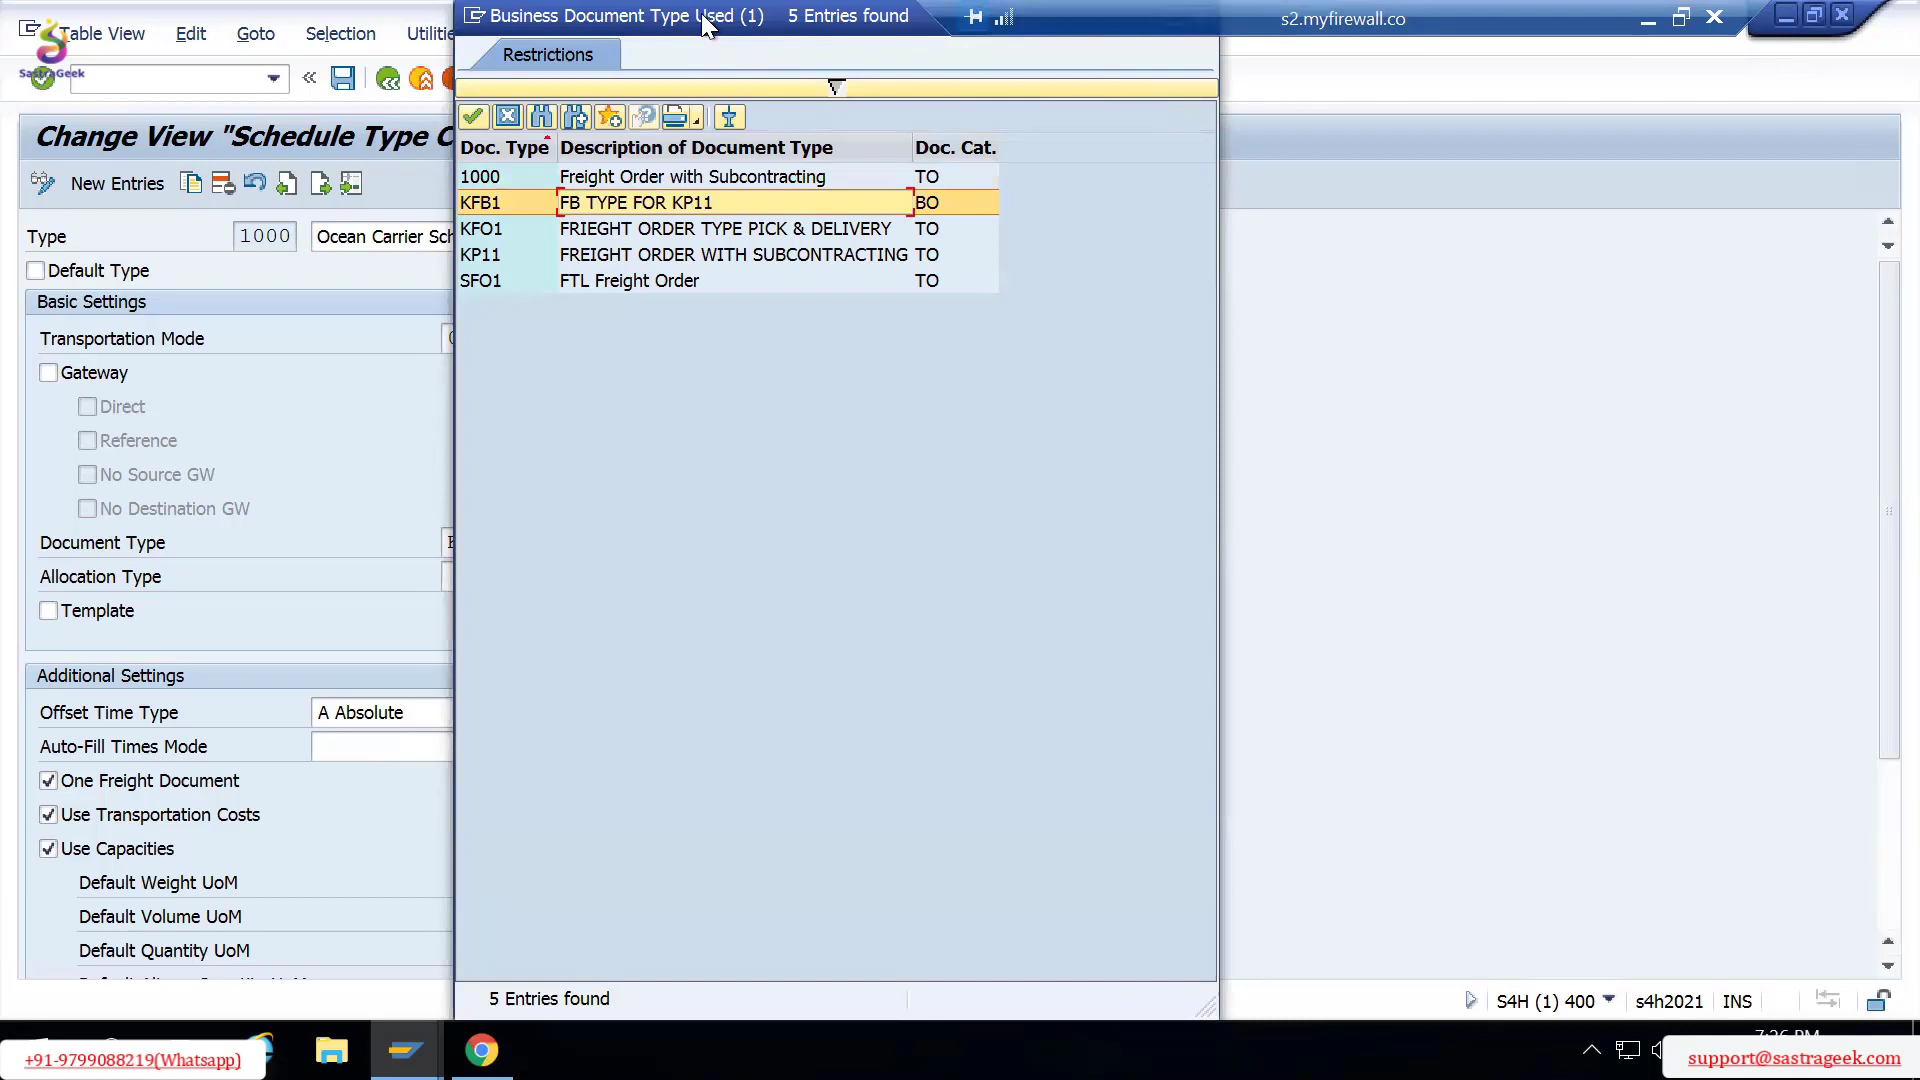 Business Document Type Used (1) 5 Entries found
s2.myfirewall.co
Table View Edit Goto Selection
SastraGeek
Restrictions
Change View "Schedule Type C
Doc. Type Description of Document Type Doc. Cat.
1000 Freight Order with Subcontracting TO
KFB1 FB TYPE FOR KP11 BO
KFO1 FRIEGHT ORDER TYPE PICK & DELIVERY TO
KP11 FREIGHT ORDER WITH SUBCONTRACTING TO
SFO1 FTL Freight Order TO
New Entries
Type 1000 Ocean Carrier Sc
Default Type
Basic Settings
Transportation Mode
Gateway
Direct
Reference
No Source GW
No Destination GW
Document Type
Allocation Type
Template
Additional Settings
Offset Time Type A Absolute
Auto-Fill Times Mode
One Freight Document
Use Transportation Costs
Use Capacities
Default Weight UoM
Default Volume UoM
Default Quantity UoM
5 Entries found
S4H (1) 400 s4h2021 INS
+91-9799088219(Whatsapp)
support@sastrageek.com